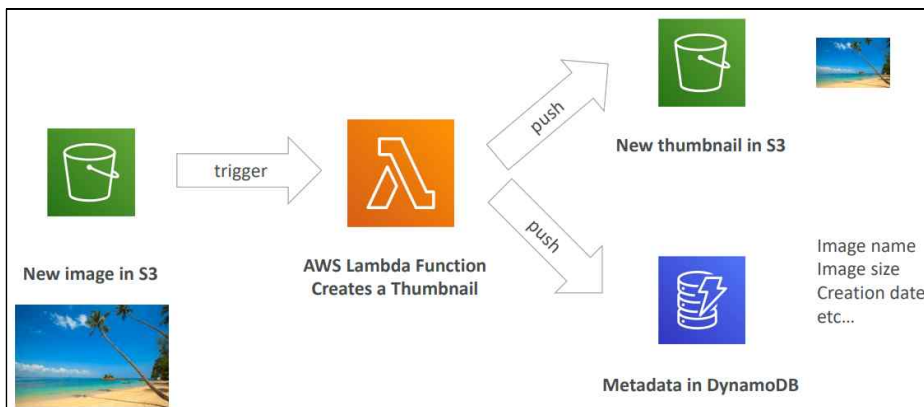 New image in S3
trigger
AWS Lambda Function
Creates a Thumbnail
push
New thumbnail in S3
push
Metadata in DynamoDB
Image name
Image size
Creation date
etc...